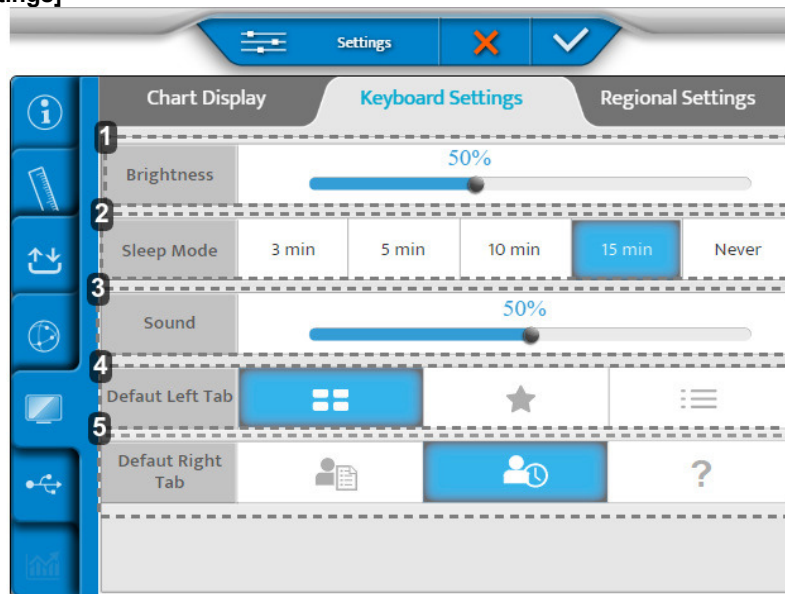 tings]
Settings
Chart Display Keyboard Settings Regional Settings
1
50%
Brightness
2
Sleep Mode 3 min 5 min 10 min 15 min Never
3
50%
Sound
4
Defaut Left Tab
5
Defaut Right
Tab
?